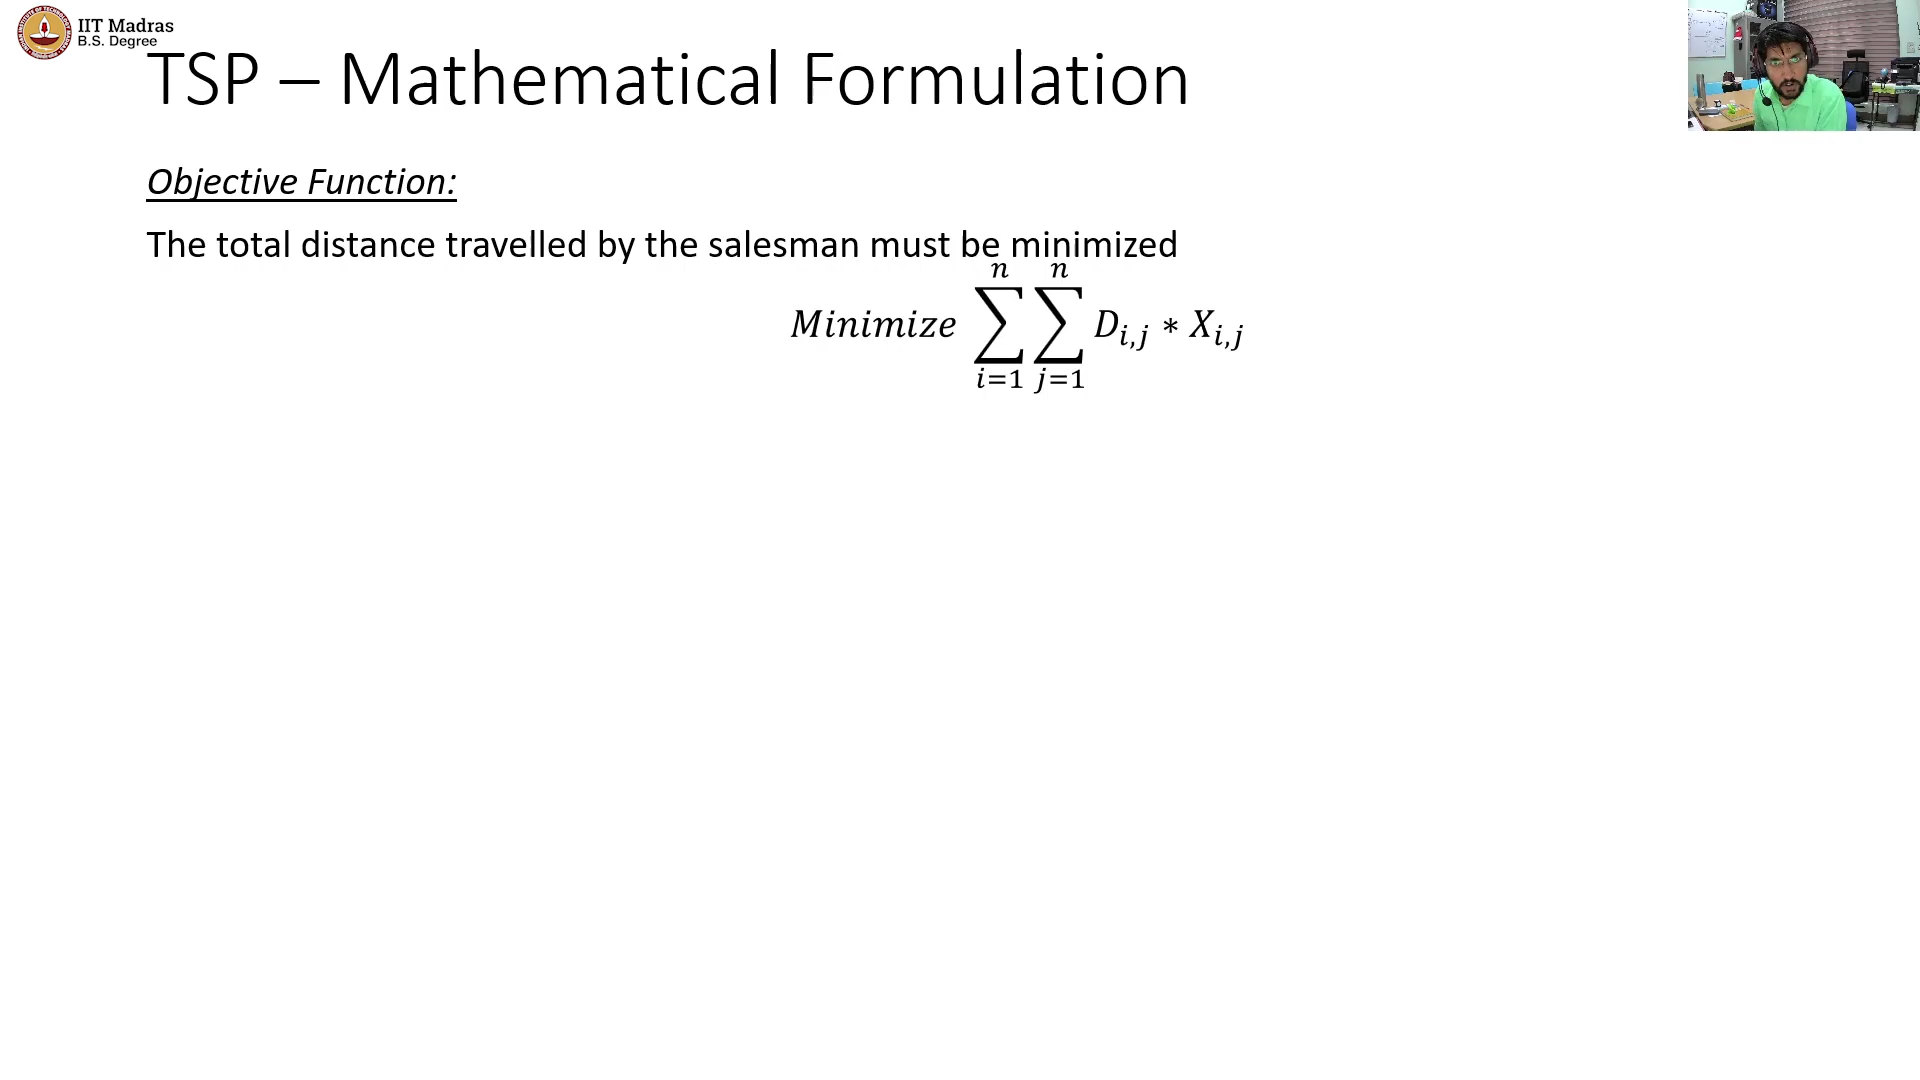 IIT Madras
B.S. Degree
TSP – Mathematical Formulation
Objective Function:
The total distance travelled by the salesman must be minimized
Minimize ∑_{i=1}^{n} ∑_{j=1}^{n} D_{i,j} * X_{i,j}